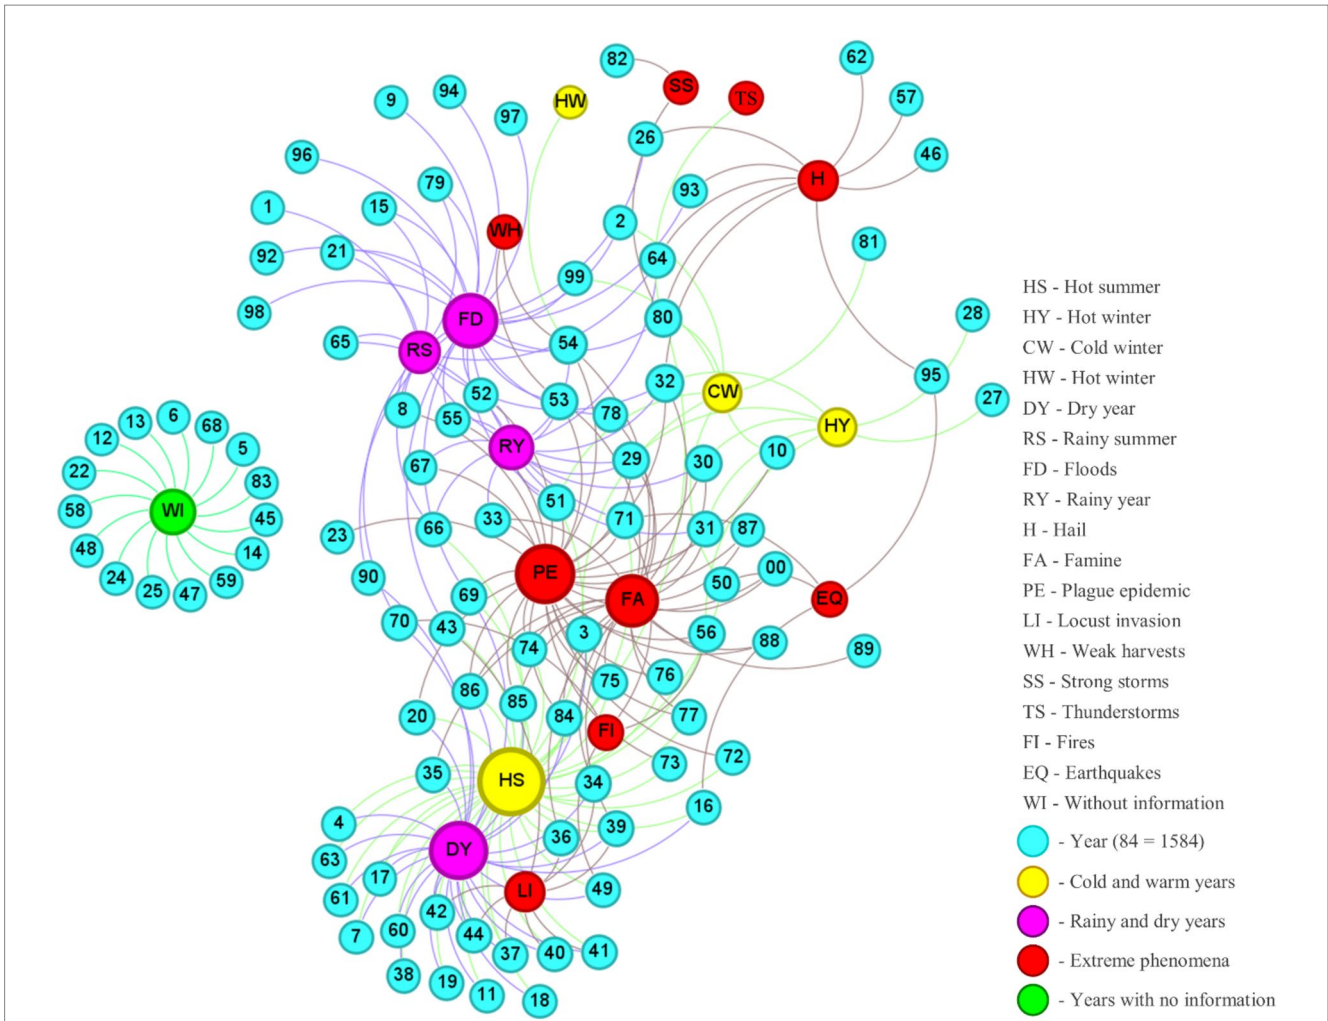 82
SS
TS
62
57
46
HW
94
9
97
26
H
96
79
93
1
15
2
WH
81
92
21
64
99
98
FD
80
28
65
RS
54
32
95
CW
27
8
52
53
55
78
HY
RY
10
67
29
30
51
33
71
31
87
23
66
90
PE
FA
00
50
EQ
69
70
43
3
56
88
74
89
86
85
75
76
20
84
77
FI
35
HS
34
73
72
16
4
36
39
63
DY
17
LI
49
61
42
7
60
44
37
40
41
38
19
11
18
6
13
68
12
5
22
83
58
WI
45
48
14
24
25
47
59
HS - Hot summer
HY - Hot winter
CW - Cold winter
HW - Hot winter
DY - Dry year
RS - Rainy summer
FD - Floods
RY - Rainy year
H - Hail
FA - Famine
PE - Plague epidemic
LI - Locust invasion
WH - Weak harvests
SS - Strong storms
TS - Thunderstorms
FI - Fires
EQ - Earthquakes
WI - Without information
- Year (84 = 1584)
- Cold and warm years
- Rainy and dry years
- Extreme phenomena
- Years with no information